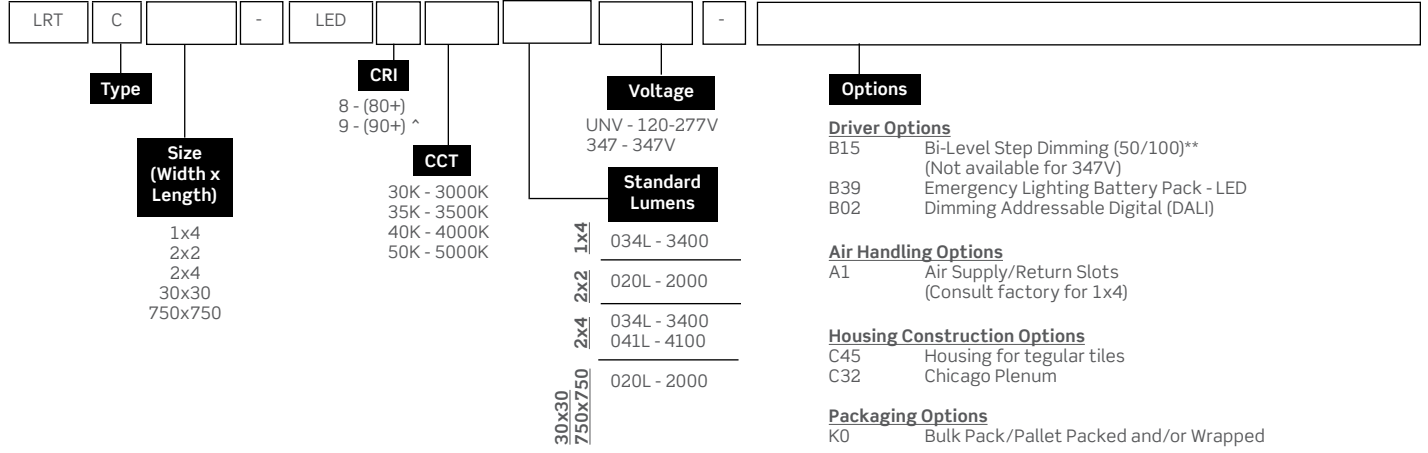 LRT C - LED -
Type
Size
(Width x
Length)
1x4
2x2
2x4
30x30
750x750
CRI
8 - (80+)
9 - (90+) ^
CCT
30K - 3000K
35K - 3500K
40K - 4000K
50K - 5000K
Voltage
UNV - 120-277V
347 - 347V
Standard
Lumens
1x4
034L - 3400
2x2
020L - 2000
2x4
034L - 3400
041L - 4100
30x30
750x750
020L - 2000
Options
Driver Options
B15 Bi-Level Step Dimming (50/100)**
(Not available for 347V)
B39 Emergency Lighting Battery Pack - LED
B02 Dimming Addressable Digital (DALI)
Air Handling Options
A1 Air Supply/Return Slots
(Consult factory for 1x4)
Housing Construction Options
C45 Housing for tegular tiles
C32 Chicago Plenum
Packaging Options
K0 Bulk Pack/Pallet Packed and/or Wrapped